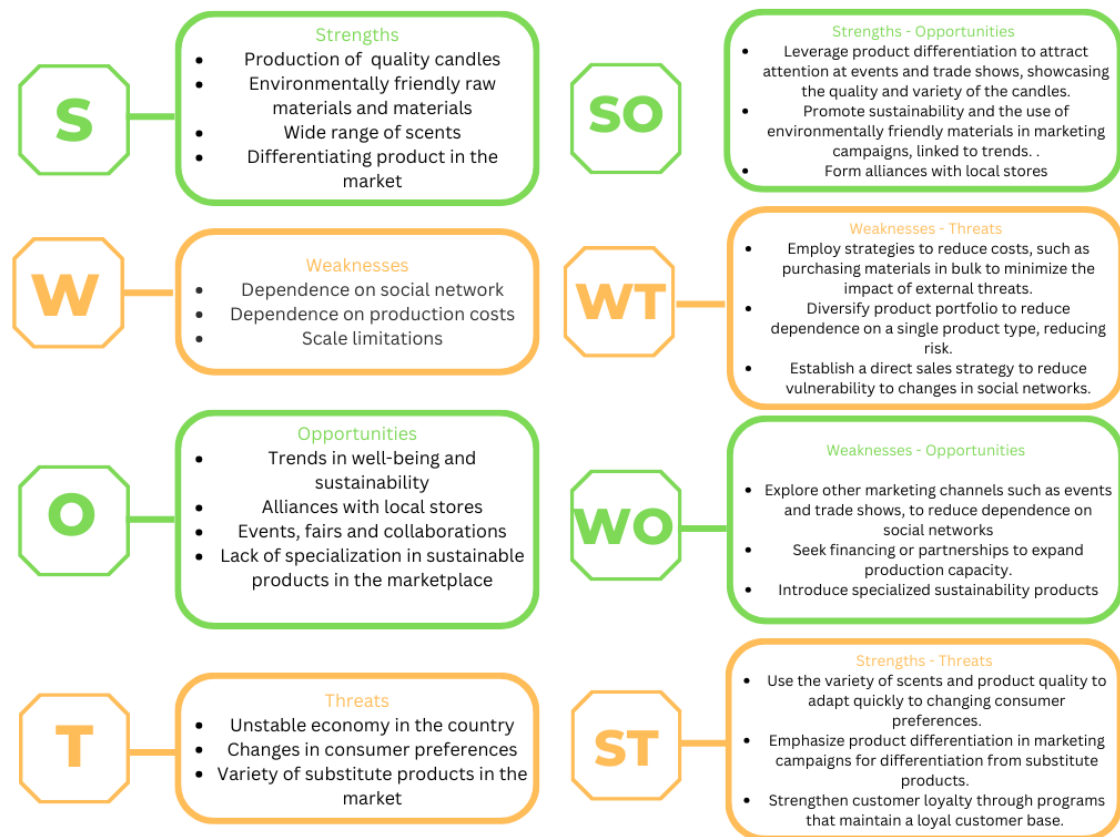 S
Strengths
• Production of quality candles
• Environmentally friendly raw
materials and materials
• Wide range of scents
• Differentiating product in the
market
W
Weaknesses
• Dependence on social network
• Dependence on production costs
• Scale limitations
O
Opportunities
• Trends in well-being and
sustainability
• Alliances with local stores
• Events, fairs and collaborations
• Lack of specialization in sustainable
products in the marketplace
T
Threats
• Unstable economy in the country
• Changes in consumer preferences
• Variety of substitute products in the
market
SO
Strengths - Opportunities
• Leverage product differentiation to attract
attention at events and trade shows, showcasing
the quality and variety of the candles.
• Promote sustainability and the use of
environmentally friendly materials in marketing
campaigns, linked to trends. .
• Form alliances with local stores
WT
Weaknesses - Threats
• Employ strategies to reduce costs, such as
purchasing materials in bulk to minimize the
impact of external threats.
• Diversify product portfolio to reduce
dependence on a single product type, reducing
risk.
• Establish a direct sales strategy to reduce
vulnerability to changes in social networks.
WO
Weaknesses - Opportunities
• Explore other marketing channels such as events
and trade shows, to reduce dependence on
social networks
• Seek financing or partnerships to expand
production capacity.
• Introduce specialized sustainability products
ST
Strengths - Threats
• Use the variety of scents and product quality to
adapt quickly to changing consumer
preferences.
• Emphasize product differentiation in marketing
campaigns for differentiation from substitute
products.
• Strengthen customer loyalty through programs
that maintain a loyal customer base.